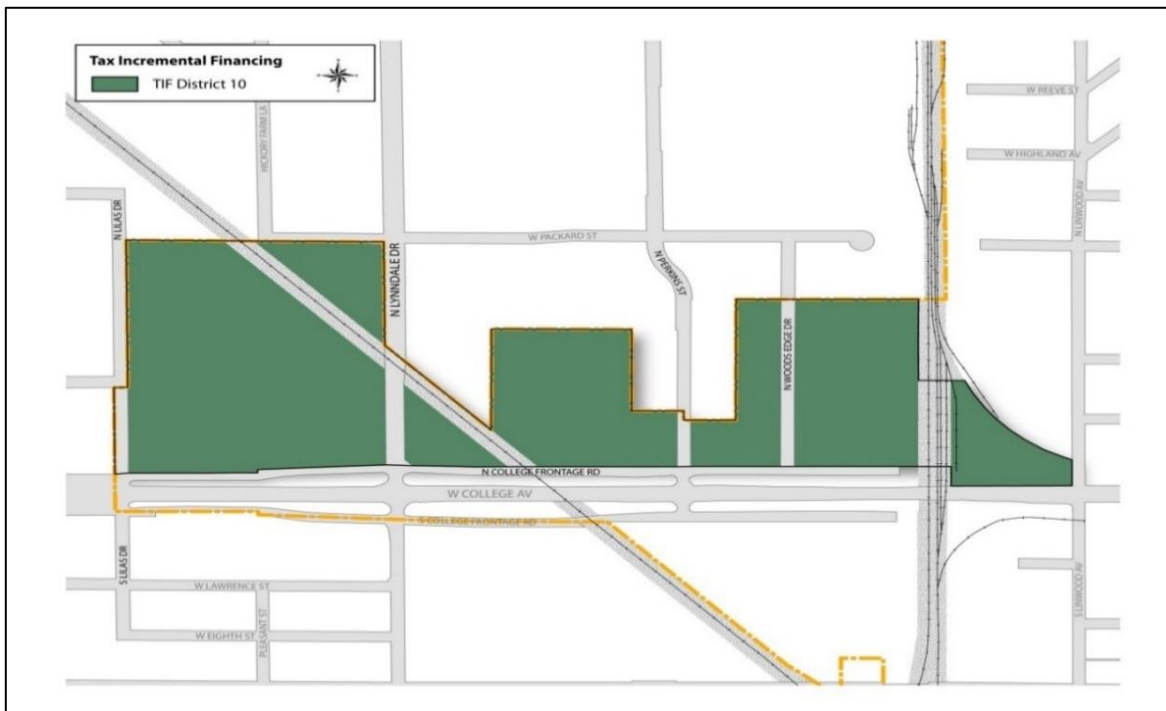 Tax Incremental Financing
TIF District 10
HICKORY FARM LA
W REEVE ST
W HIGHLAND AV
N LINWOOD AV
N LILAS DR
N LYNNDALE DR
W PACKARD ST
N PERKINS ST
N WOODS EDGE DR
N COLLEGE FRONTAGE RD
W COLLEGE AV
S COLLEGE FRONTAGE RD
S LILAS DR
W LAWRENCE ST
PLEASANT ST
W EIGHTH ST
S LINWOOD AV